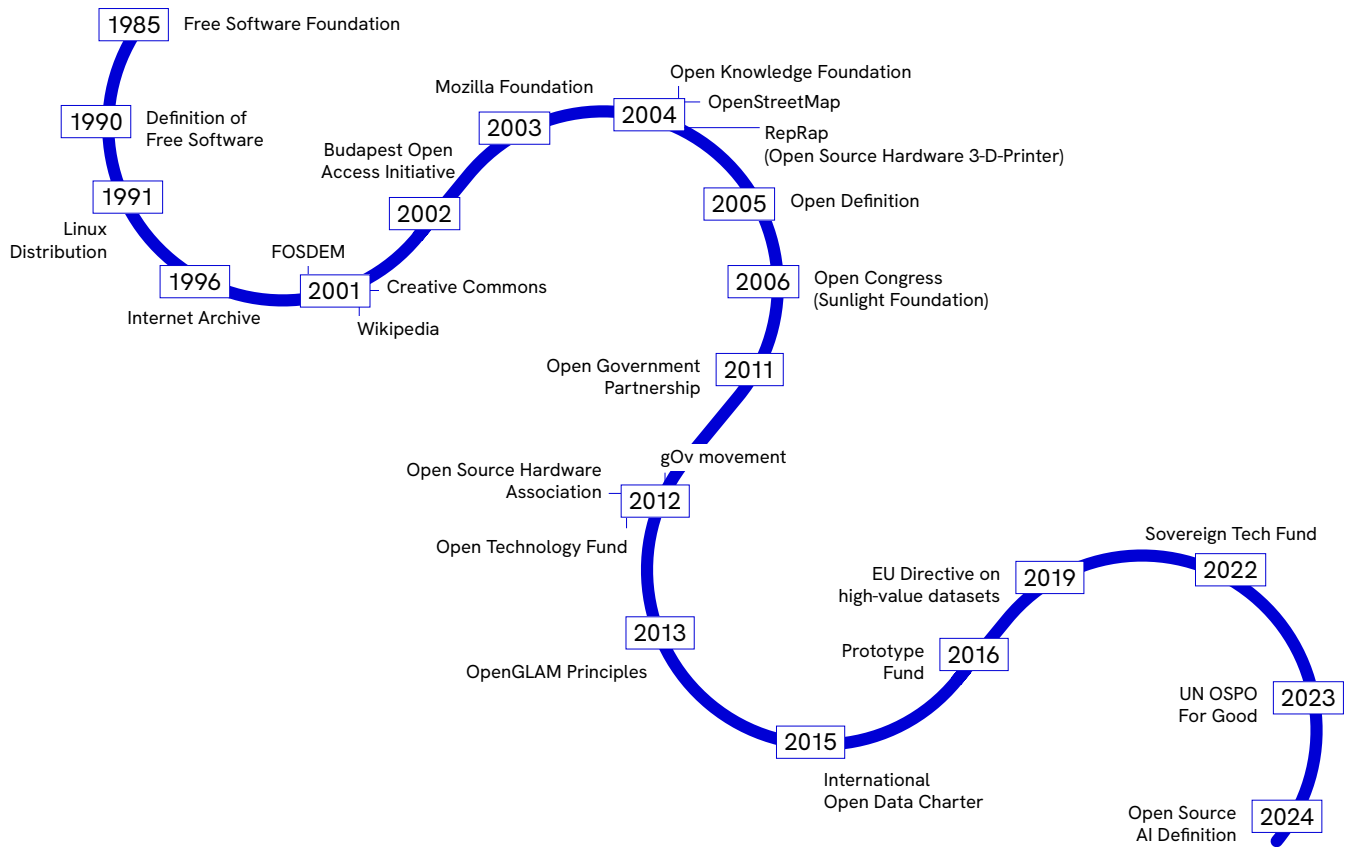 1985
Free Software Foundation
1990
Definition of
Free Software
1991
Linux
Distribution
1996
Internet Archive
FOSDEM
2001
Creative Commons
Wikipedia
Budapest Open
Access Initiative
2002
Mozilla Foundation
2003
Open Knowledge Foundation
2004
OpenStreetMap
RepRap
(Open Source Hardware 3-D-Printer)
2005
Open Definition
2006
Open Congress
(Sunlight Foundation)
Open Government
Partnership
2011
gOv movement
Open Source Hardware
Association
2012
Open Technology Fund
2013
OpenGLAM Principles
2015
International
Open Data Charter
Prototype
Fund
2016
EU Directive on
high-value datasets
2019
Sovereign Tech Fund
2022
UN OSPO
For Good
2023
Open Source
AI Definition
2024